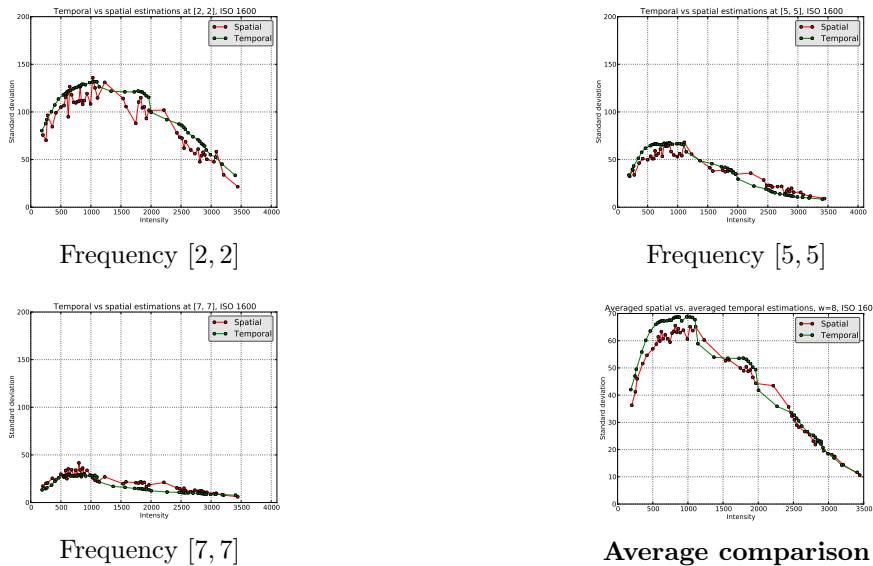 Temporal vs spatial estimations at [2, 2], ISO 1600
Spatial
Temporal
Standard deviation
200
150
100
50
0
0 500 1000 1500 2000 2500 3000 3500 4000
Intensity
Frequency [2, 2]
Temporal vs spatial estimations at [5, 5], ISO 1600
Spatial
Temporal
Standard deviation
200
150
100
50
0
0 500 1000 1500 2000 2500 3000 3500 4000
Intensity
Frequency [5, 5]
Temporal vs spatial estimations at [7, 7], ISO 1600
Spatial
Temporal
Standard deviation
200
150
100
50
0
0 500 1000 1500 2000 2500 3000 3500 4000
Intensity
Frequency [7, 7]
Averaged spatial vs. averaged temporal estimations, w=8, ISO 160
Spatial
Temporal
Standard deviation
70
60
50
40
30
20
10
0
0 500 1000 1500 2000 2500 3000 3500
Intensity
Average comparison